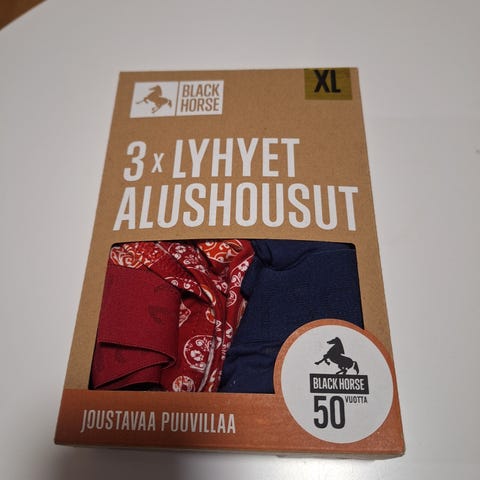 BLACK
HORSE
XL
3 x LYHYET
ALUSHOUSUT
BLACK HORSE
50 VUOTTA
JOUSTAVAA PUUVILLAA